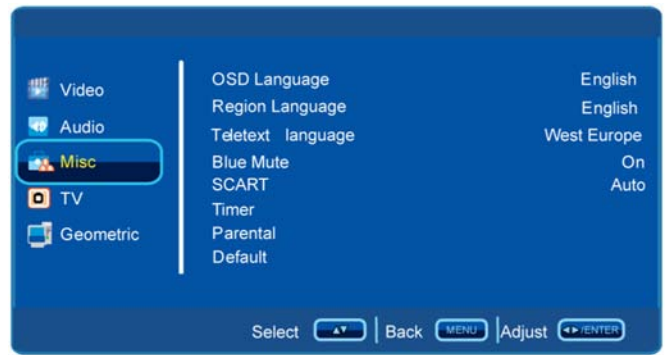 Video
Audio
Misc
TV
Geometric
OSD Language English
Region Language English
Teletext language West Europe
Blue Mute On
SCART Auto
Timer
Parental
Default
Select ▲▼ Back MENU Adjust ◄►/ENTER